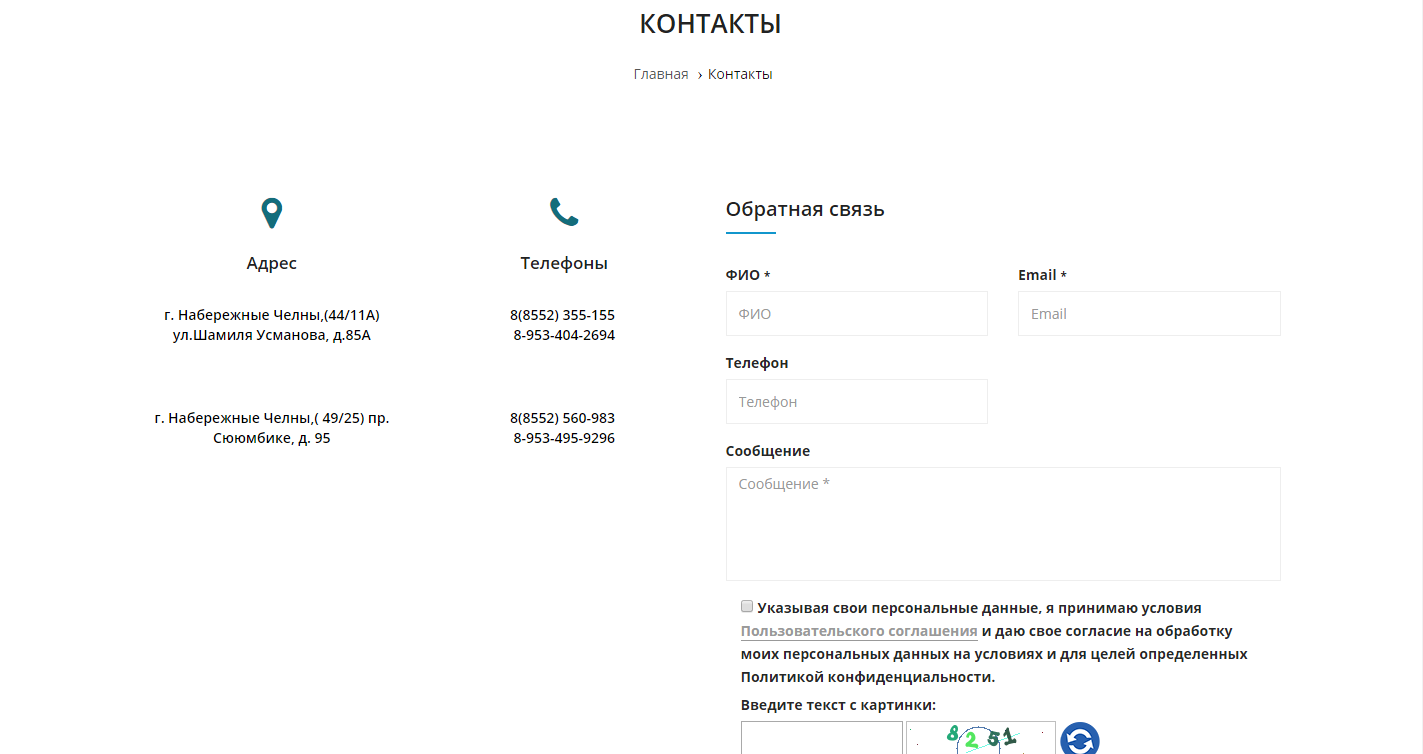 КОНТАКТЫ
Главная › Контакты
Адрес
г. Набережные Челны,(44/11А)
ул.Шамиля Усманова, д.85А
г. Набережные Челны,( 49/25) пр.
Сююмбике, д. 95
Телефоны
8(8552) 355-155
8-953-404-2694
8(8552) 560-983
8-953-495-9296
Обратная связь
ФИО *
ФИО
Email *
Email
Телефон
Телефон
Сообщение
Сообщение *
Указывая свои персональные данные, я принимаю условия
Пользовательского соглашения и даю свое согласие на обработку
моих персональных данных на условиях и для целей определенных
Политикой конфиденциальности.
Введите текст с картинки:
8251